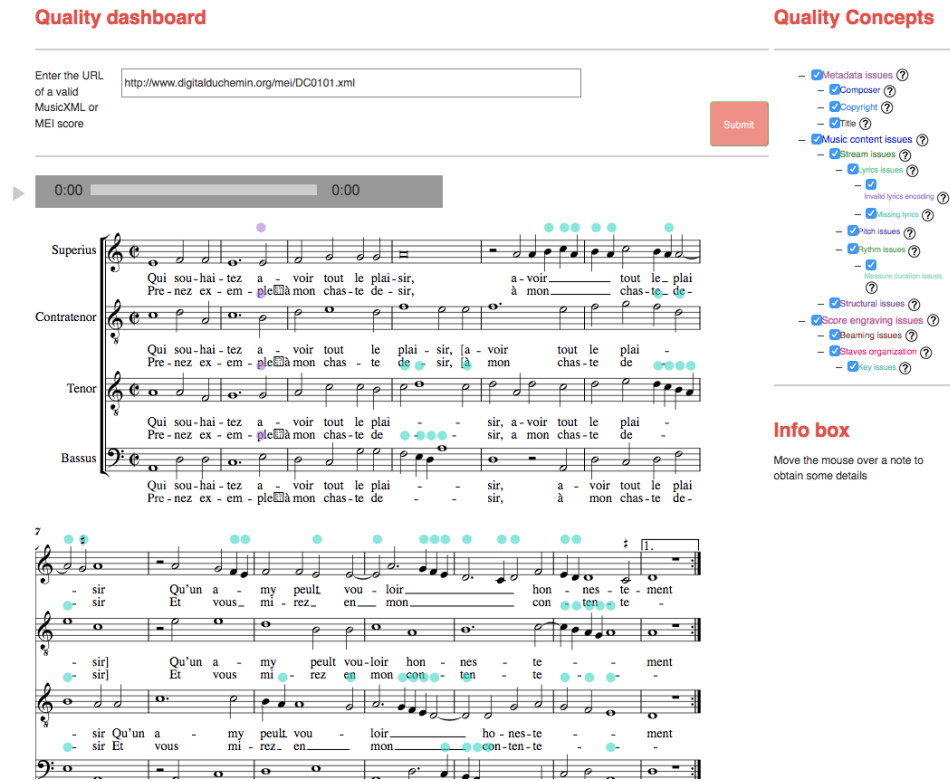 Quality dashboard
Enter the URL
of a valid
MusicXML or
MEI score
http://www.digitalduchemin.org/mei/DC0101.xml
Submit
0:00 0:00
Superius
Qui sou-hai-tez a-voir tout le plai-sir, a-voir tout le plai
Pre-nez ex-em-ple à mon chas-te de-sir, à mon chas-te de-
Contratenor
Qui sou-hai-tez a-voir tout le plai-sir, [a-voir tout le plai-
Pre-nez ex-em-ple à mon chas-te de-sir, [à mon chas-te de-
Tenor
8
Qui sou-hai-tez a-voir tout le plai-sir, a-voir tout le plai
Pre-nez ex-em-ple à mon chas-te de-sir, a mon chas-te de-
Bassus
Qui sou-hai-tez a-voir tout le plai-sir, a-voir tout le plai
Pre-nez ex-em-ple à mon chas-te de-sir, à mon chas-te de-
7
1.
sir Qu'un a-my peult vou-loir hon-nes-te-ment
sir Et vous mi-rez en mon con-ten-te-
sir] Qu'un a-my peult vou-loir hon-nes-te-ment
sir] Et vous mi-rez en mon con-ten-te-
8
sir Qu'un a-my peult vou-loir ho-nes-te-ment
sir Et vous mi-rez en mon con-ten-te-
Quality Concepts
Metadata issues ?
Composer ?
Copyright ?
Title ?
Music content issues ?
Stream issues ?
Lyrics issues ?
Invalid lyrics encoding ?
Missing lyrics ?
Pitch issues ?
Rythm issues ?
Measure duration issues
?
Structural issues ?
Score engraving issues ?
Beaming issues ?
Staves organization ?
Key issues ?
Info box
Move the mouse over a note to
obtain some details